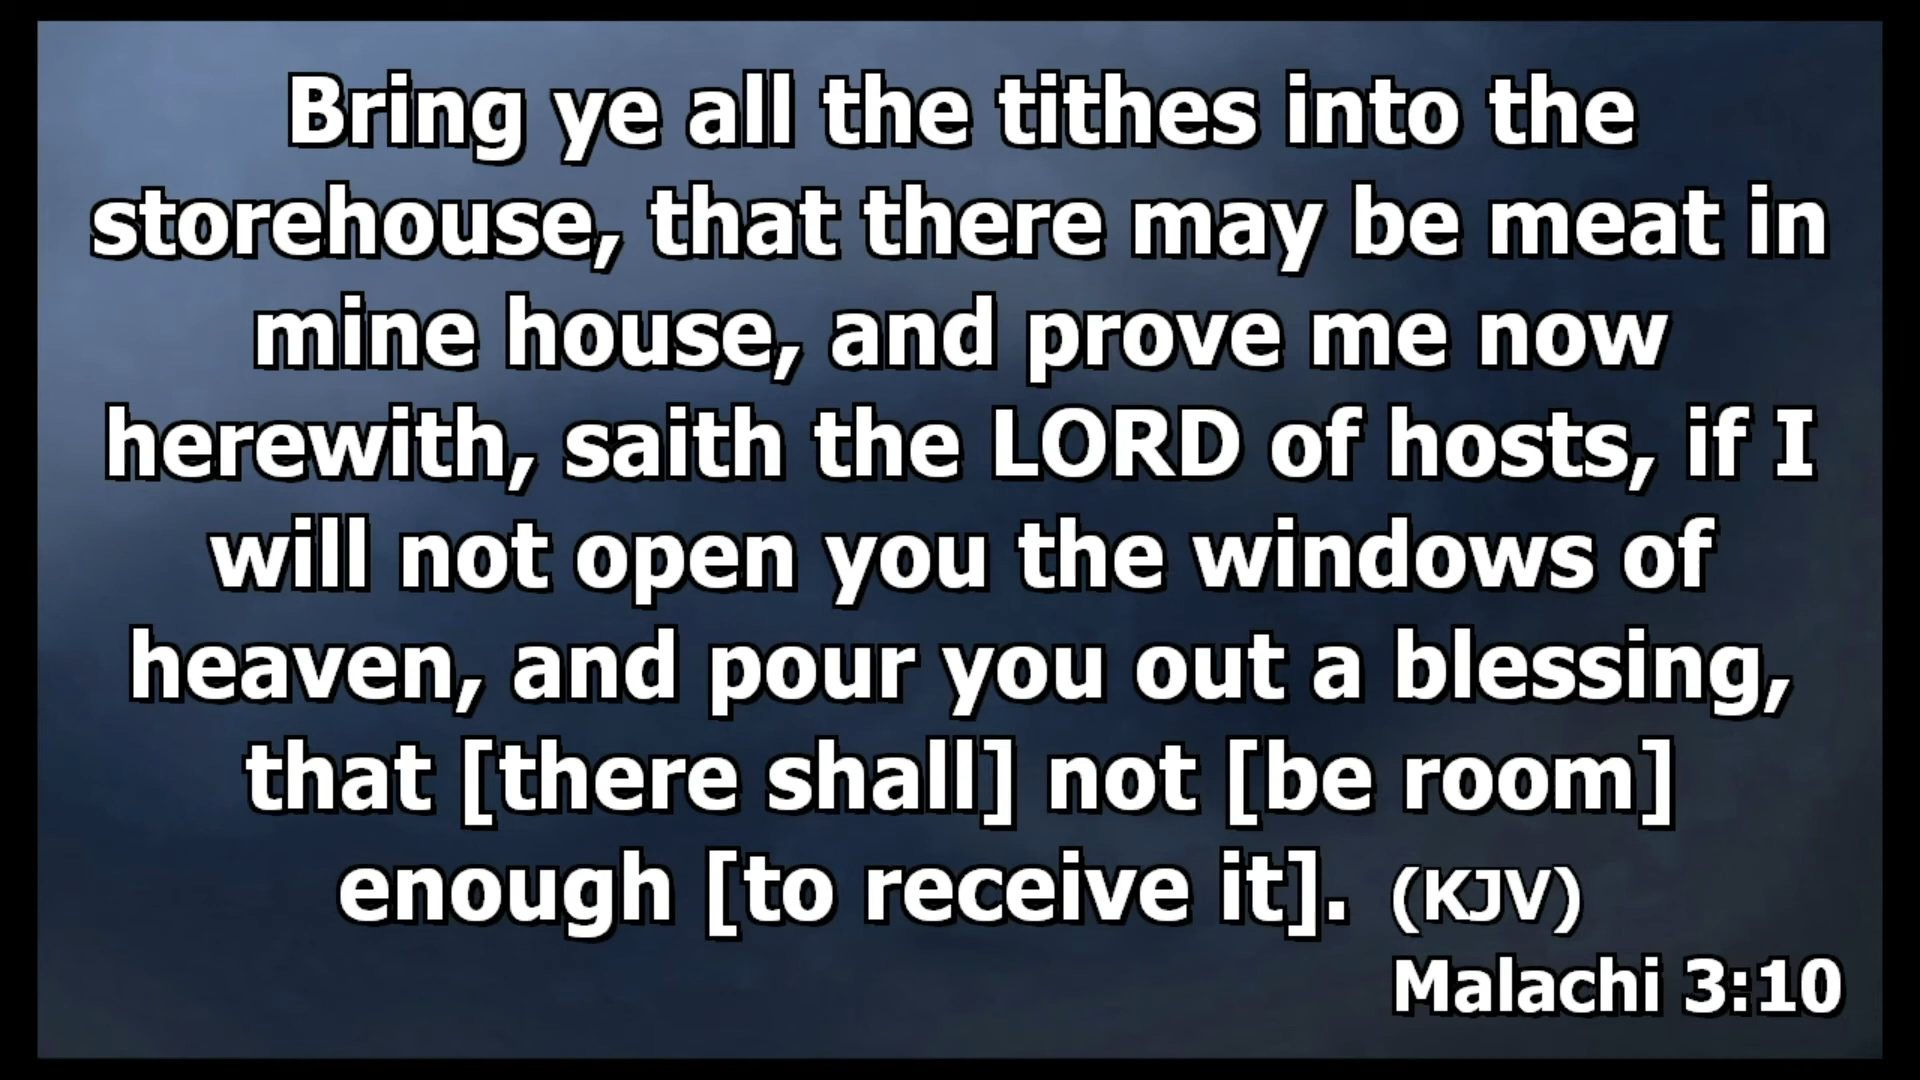 Bring ye all the tithes into the
storehouse, that there may be meat in
mine house, and prove me now
herewith, saith the LORD of hosts, if I
will not open you the windows of
heaven, and pour you out a blessing,
that [there shall] not [be room]
enough [to receive it]. (KJV)
Malachi 3:10